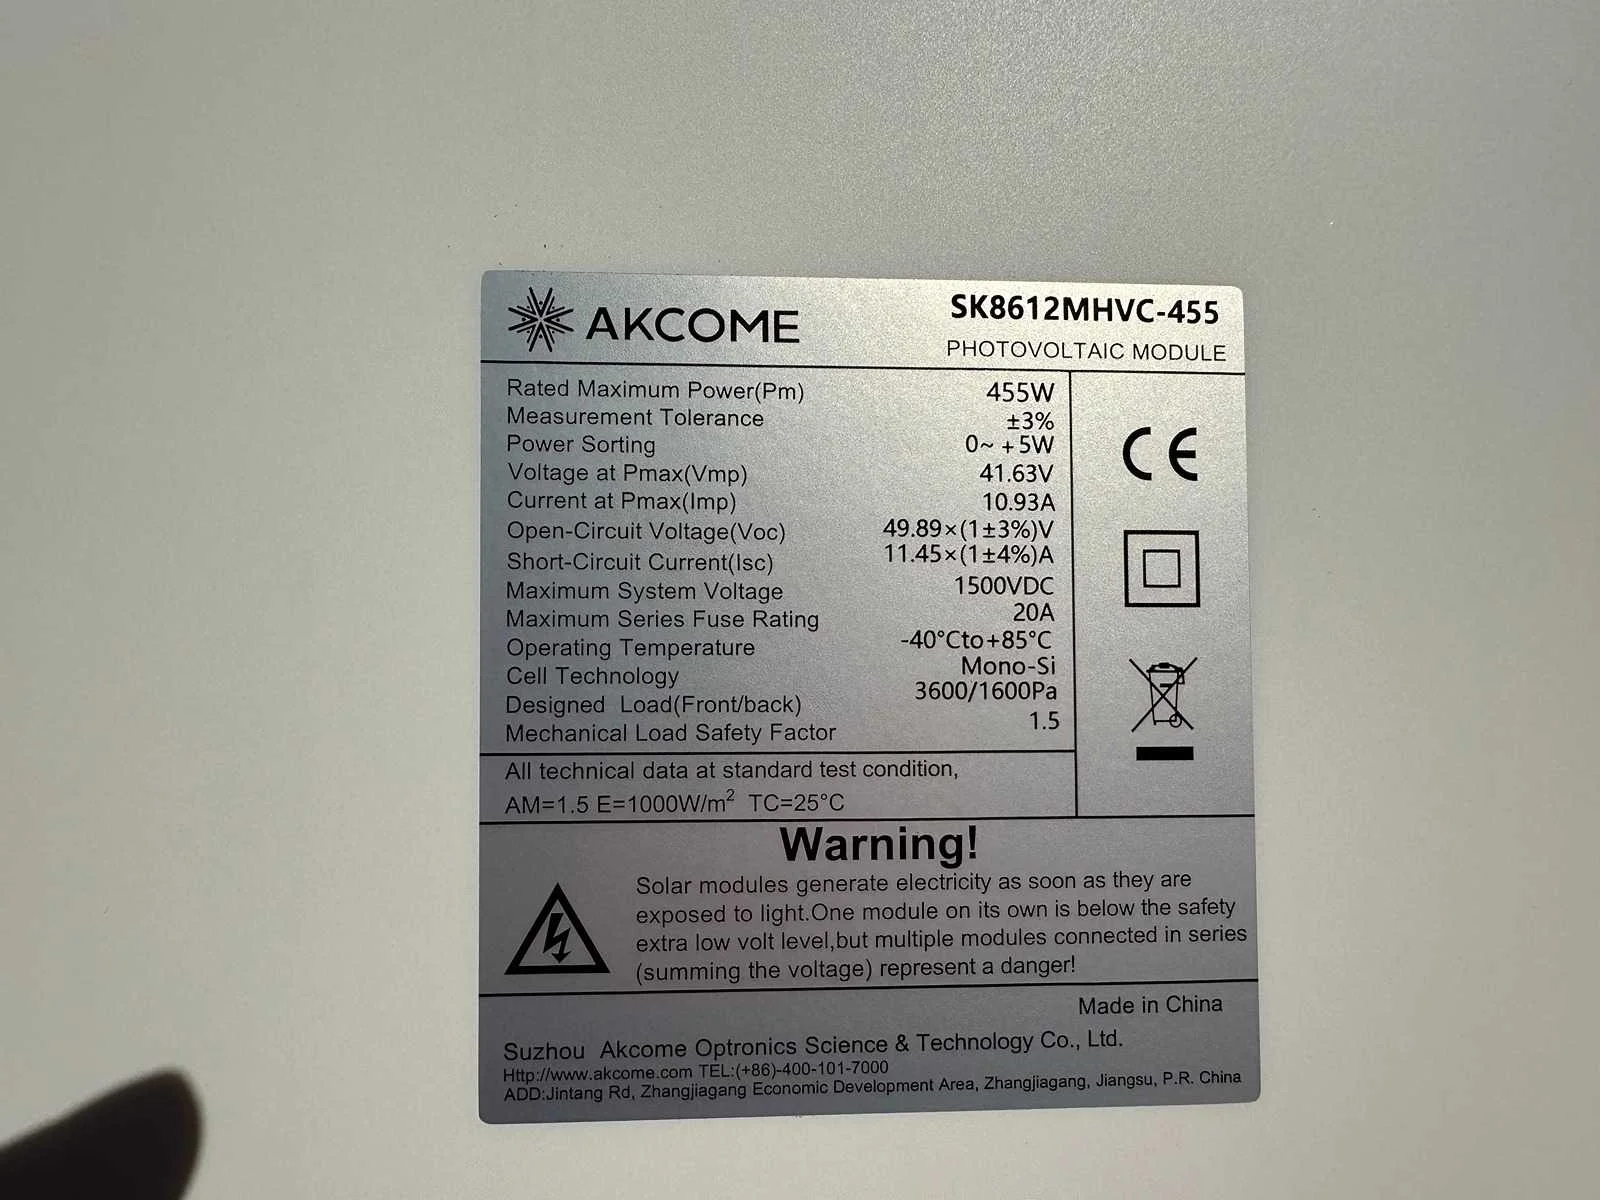 AKCOME
SK8612MHVC-455
PHOTOVOLTAIC MODULE
Rated Maximum Power(Pm) 455W
Measurement Tolerance ±3%
Power Sorting 0~ +5W
Voltage at Pmax(Vmp) 41.63V
Current at Pmax(Imp) 10.93A
Open-Circuit Voltage(Voc) 49.89×(1±3%)V
Short-Circuit Current(Isc) 11.45×(1±4%)A
Maximum System Voltage 1500VDC
Maximum Series Fuse Rating 20A
Operating Temperature -40°Cto+85°C
Cell Technology Mono-Si
Designed Load(Front/back) 3600/1600Pa
Mechanical Load Safety Factor 1.5
CE
All technical data at standard test condition,
AM=1.5 E=1000W/m² TC=25°C
Warning!
Solar modules generate electricity as soon as they are
exposed to light.One module on its own is below the safety
extra low volt level,but multiple modules connected in series
(summing the voltage) represent a danger!
Made in China
Suzhou Akcome Optronics Science & Technology Co., Ltd.
Http://www.akcome.com TEL:(+86)-400-101-7000
ADD:Jintang Rd, Zhangjiagang Economic Development Area, Zhangjiagang, Jiangsu, P.R. China